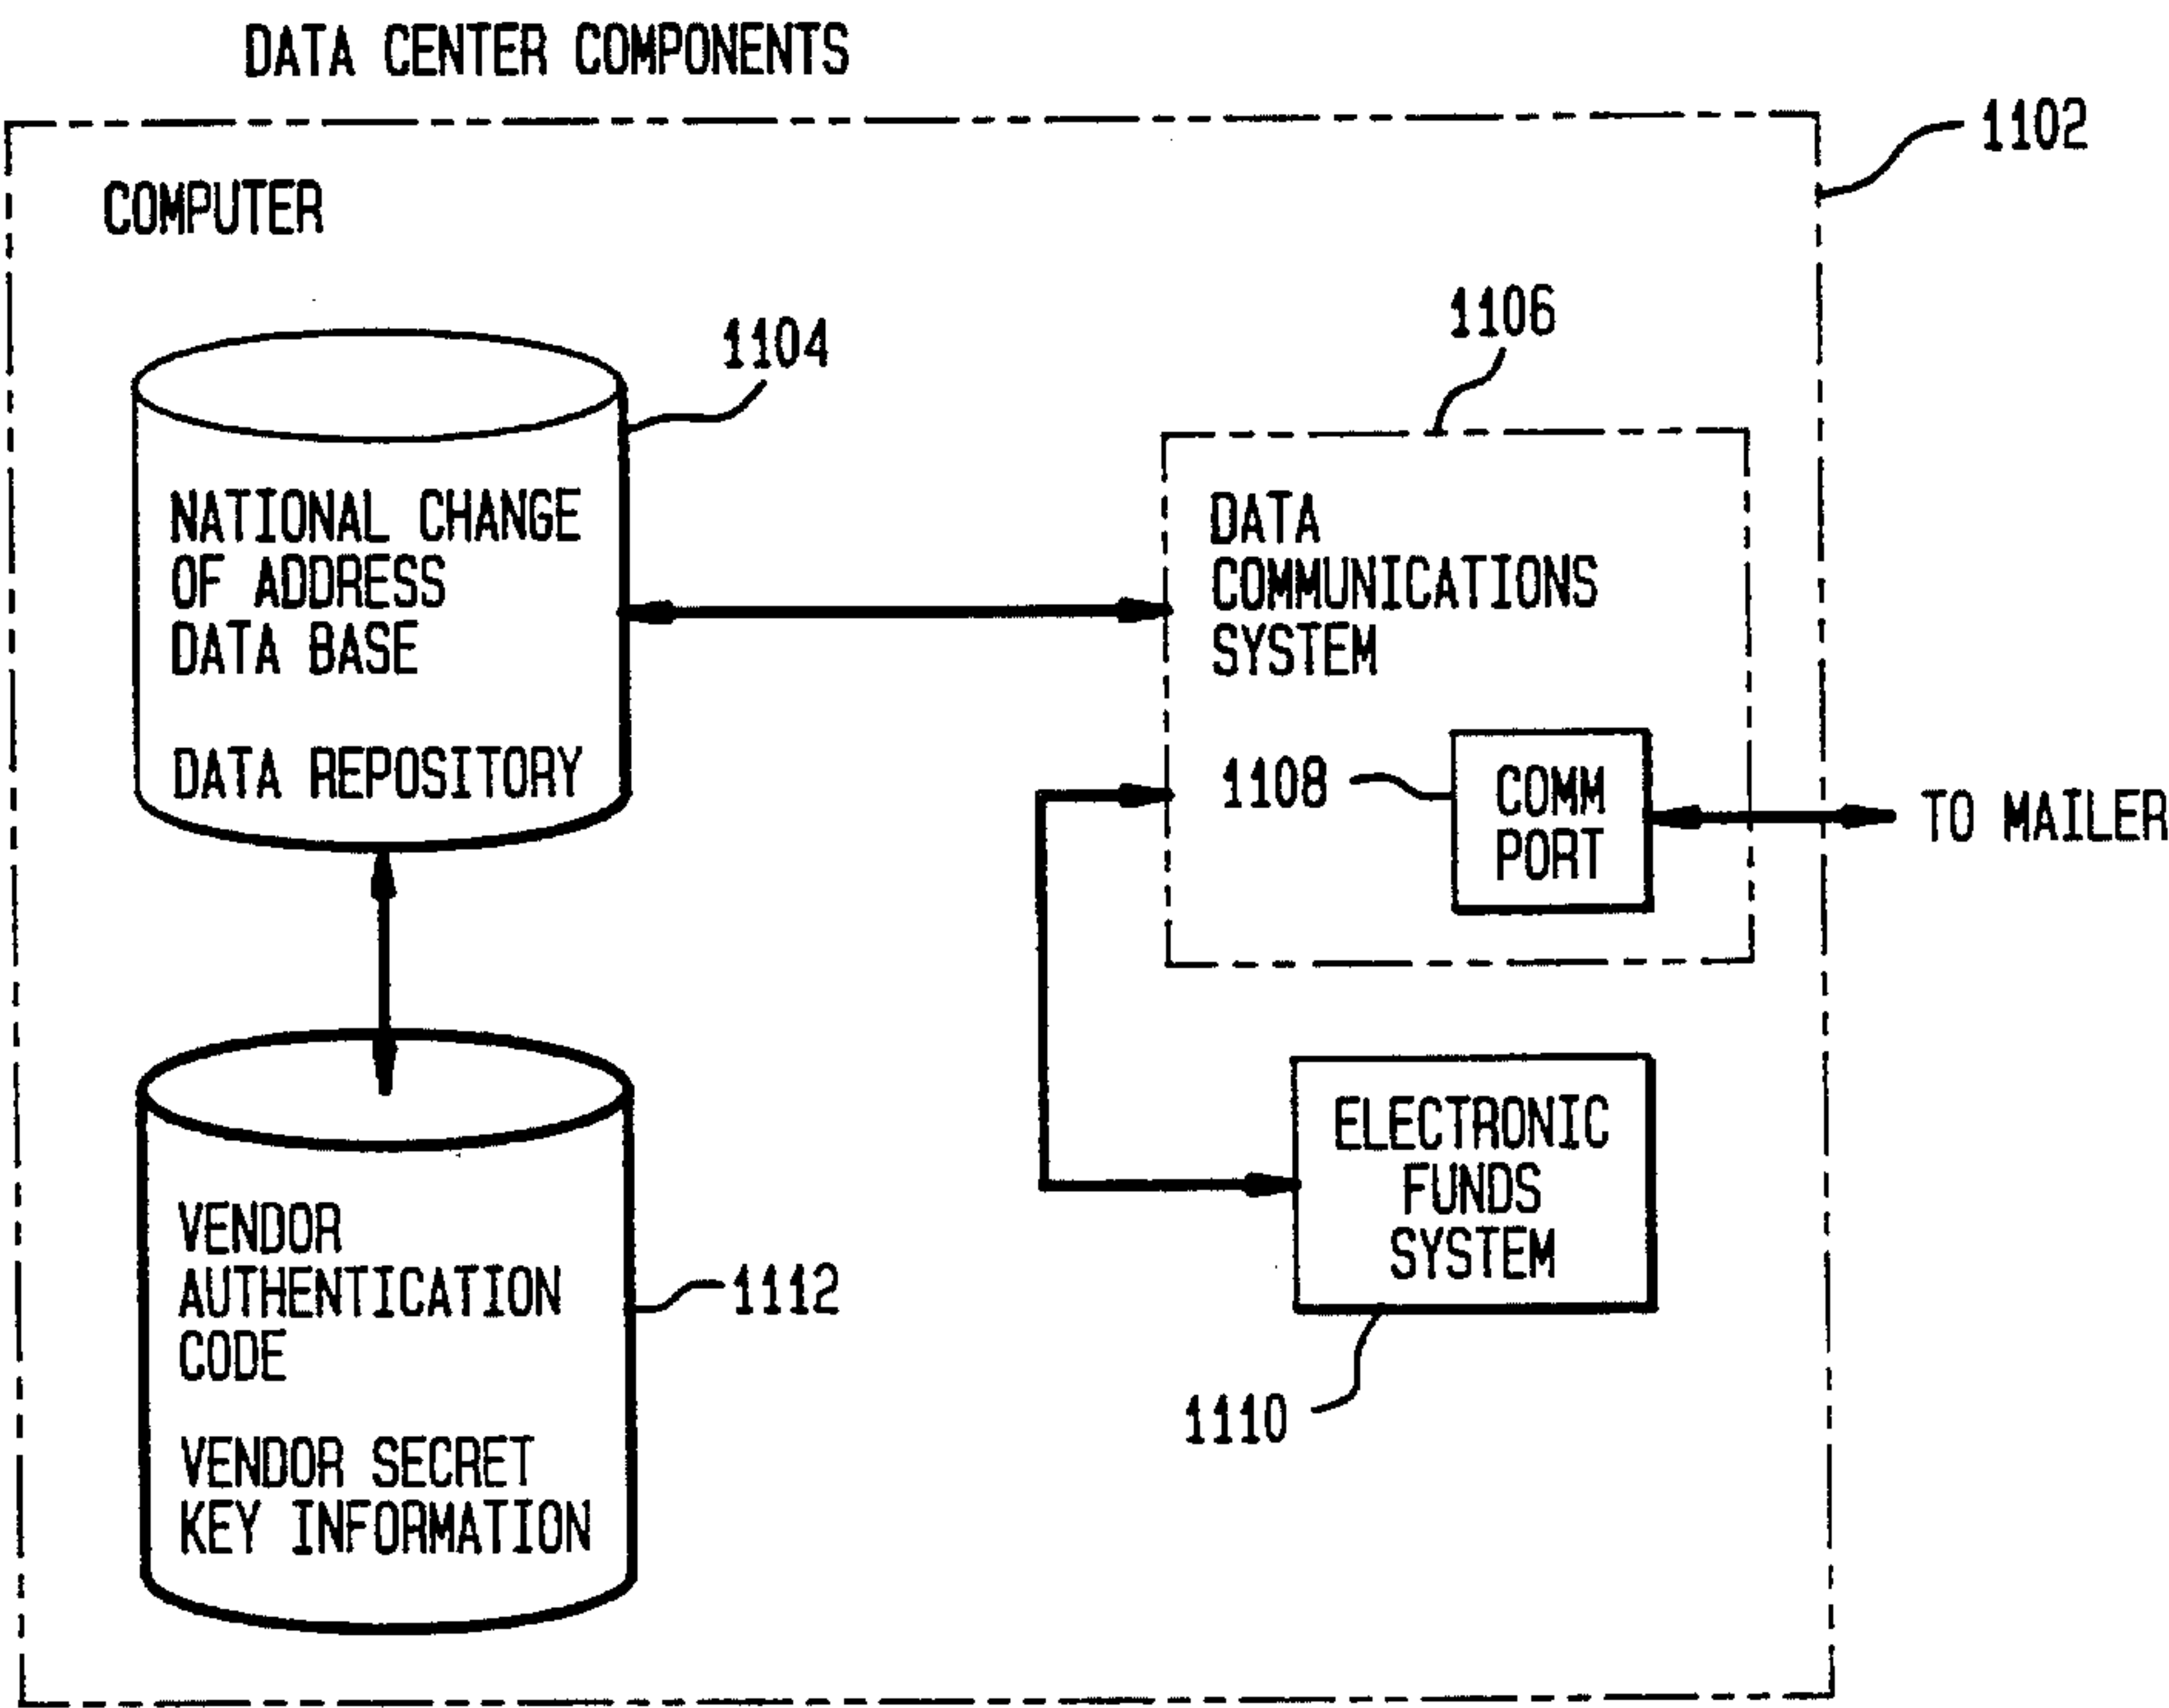 DATA CENTER COMPONENTS
1102
COMPUTER
1104
1106
NATIONAL CHANGE
OF ADDRESS
DATA BASE
DATA REPOSITORY
DATA
COMMUNICATIONS
SYSTEM
1108
COMM
PORT
TO MAILER
VENDOR
AUTHENTICATION
CODE
VENDOR SECRET
KEY INFORMATION
1112
ELECTRONIC
FUNDS
SYSTEM
1110